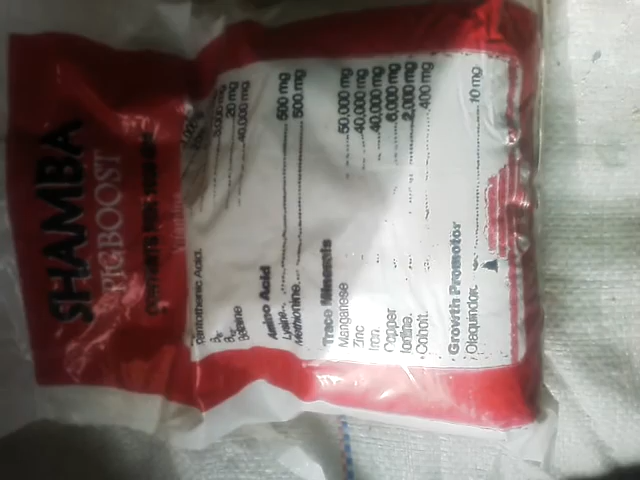 SHAMBA
PIGBOOST
Pantothenic Acid.
B
B 20 mg
Betaine 40,000 mg
Amino Acid
Lysine 500 mg
Methionine 500 mg
Trace Minerals
Manganese 50,000 mg
Zinc 40,000 mg
Iron 40,000 mg
Copper 6,000 mg
Iodine 2,000 mg
Cobalt 400 mg
Growth Promotor
Olaquindox 10 mg